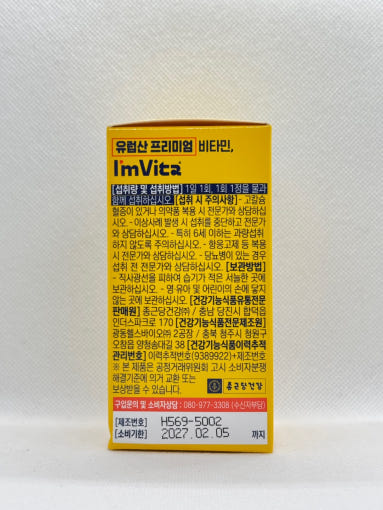 유럽산 프리미엄 비타민,
I'mVita
[섭취량 및 섭취방법] 1일 1회, 1회 1정을 물과
함께 섭취하십시오. [섭취 시 주의사항] - 고칼슘
혈증이 있거나 의약품 복용 시 전문가와 상담하십
시오. - 이상사례 발생 시 섭취를 중단하고 전문가
와 상담하십시오. - 특히 6세 이하는 과량섭취
하지 않도록 주의하십시오. - 항응고제 등 복용
시 전문가와 상담하십시오. - 당뇨병이 있는 경우
섭취 전 전문가와 상담하십시오. [보관방법]
- 직사광선을 피하여 습기가 적은 서늘한 곳에
보관하십시오. - 영·유아 및 어린이의 손에 닿지
않는 곳에 보관하십시오. [건강기능식품유통전문
판매원] 종근당건강㈜ / 충남 당진시 합덕읍
인더스파크로 170 [건강기능식품전문제조원]
광동헬스바이오㈜ 2공장 / 충북 청주시 청원구
오창읍 양청송대길 38 [건강기능식품이력추적
관리번호] 이력추적번호(9389922)+제조번호
※ 본 제품은 공정거래위원회 고시 소비자분쟁
해결기준에 의거 교환 또는
보상받을 수 있습니다.
종근당건강
구입문의 및 소비자상담 : 080-977-3308 (수신자부담)
[제조번호] H569-5002
[소비기한] 2027.02.05 까지